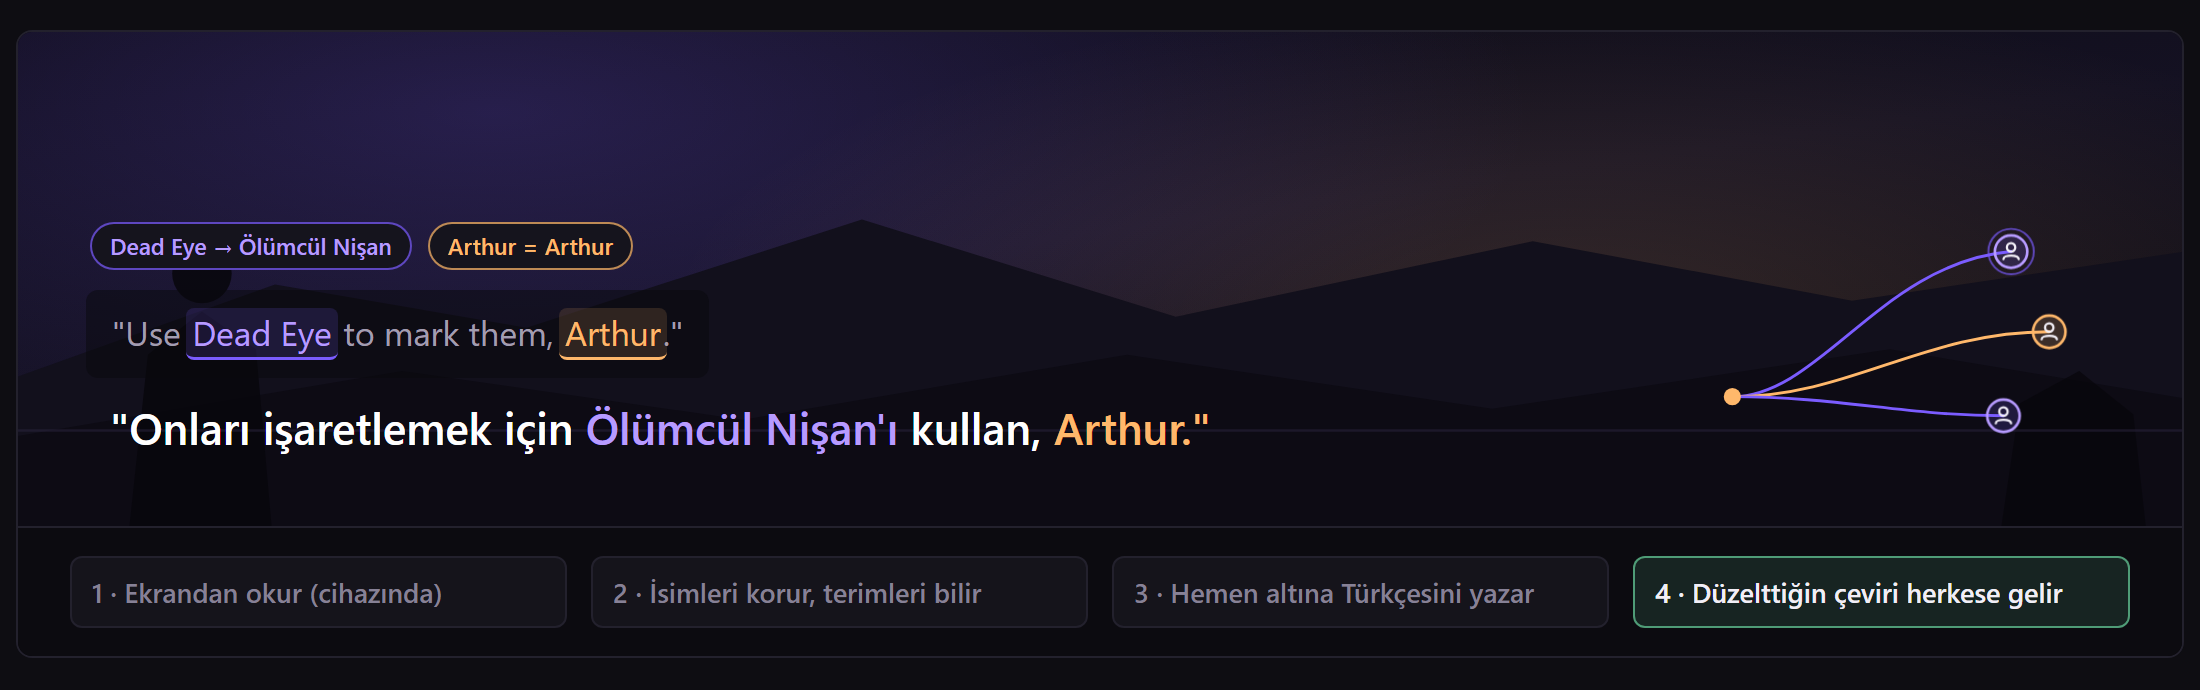 Dead Eye → Ölümcül Nişan
Arthur = Arthur
"Use Dead Eye to mark them, Arthur."
"Onları işaretlemek için Ölümcül Nişan'ı kullan, Arthur."
1 · Ekrandan okur (cihazında)
2 · İsimleri korur, terimleri bilir
3 · Hemen altına Türkçesini yazar
4 · Düzelttiğin çeviri herkese gelir